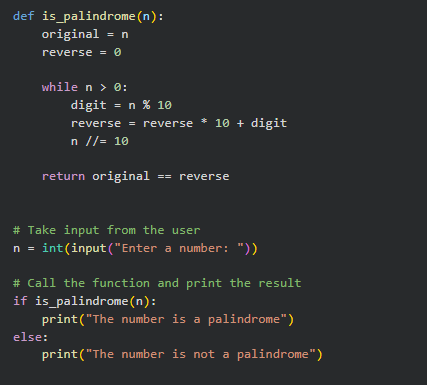 def is_palindrome(n):
    original = n
    reverse = 0

    while n > 0:
        digit = n % 10
        reverse = reverse * 10 + digit
        n //= 10

    return original == reverse


# Take input from the user
n = int(input("Enter a number: "))

# Call the function and print the result
if is_palindrome(n):
    print("The number is a palindrome")
else:
    print("The number is not a palindrome")